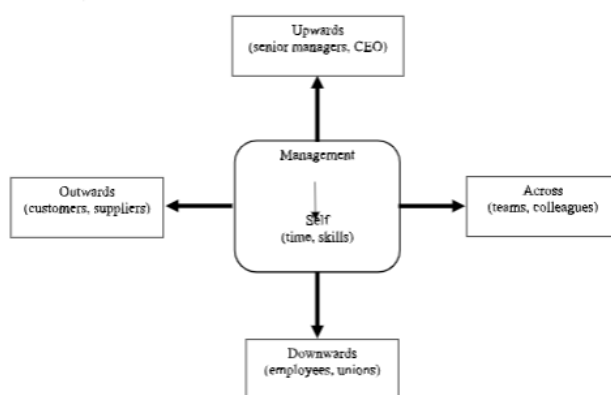 Upwards
(senior managers, CEO)
Management
Outwards
(customers, suppliers)
Self
(time, skills)
Across
(teams, colleagues)
Downwards
(employees, unions)